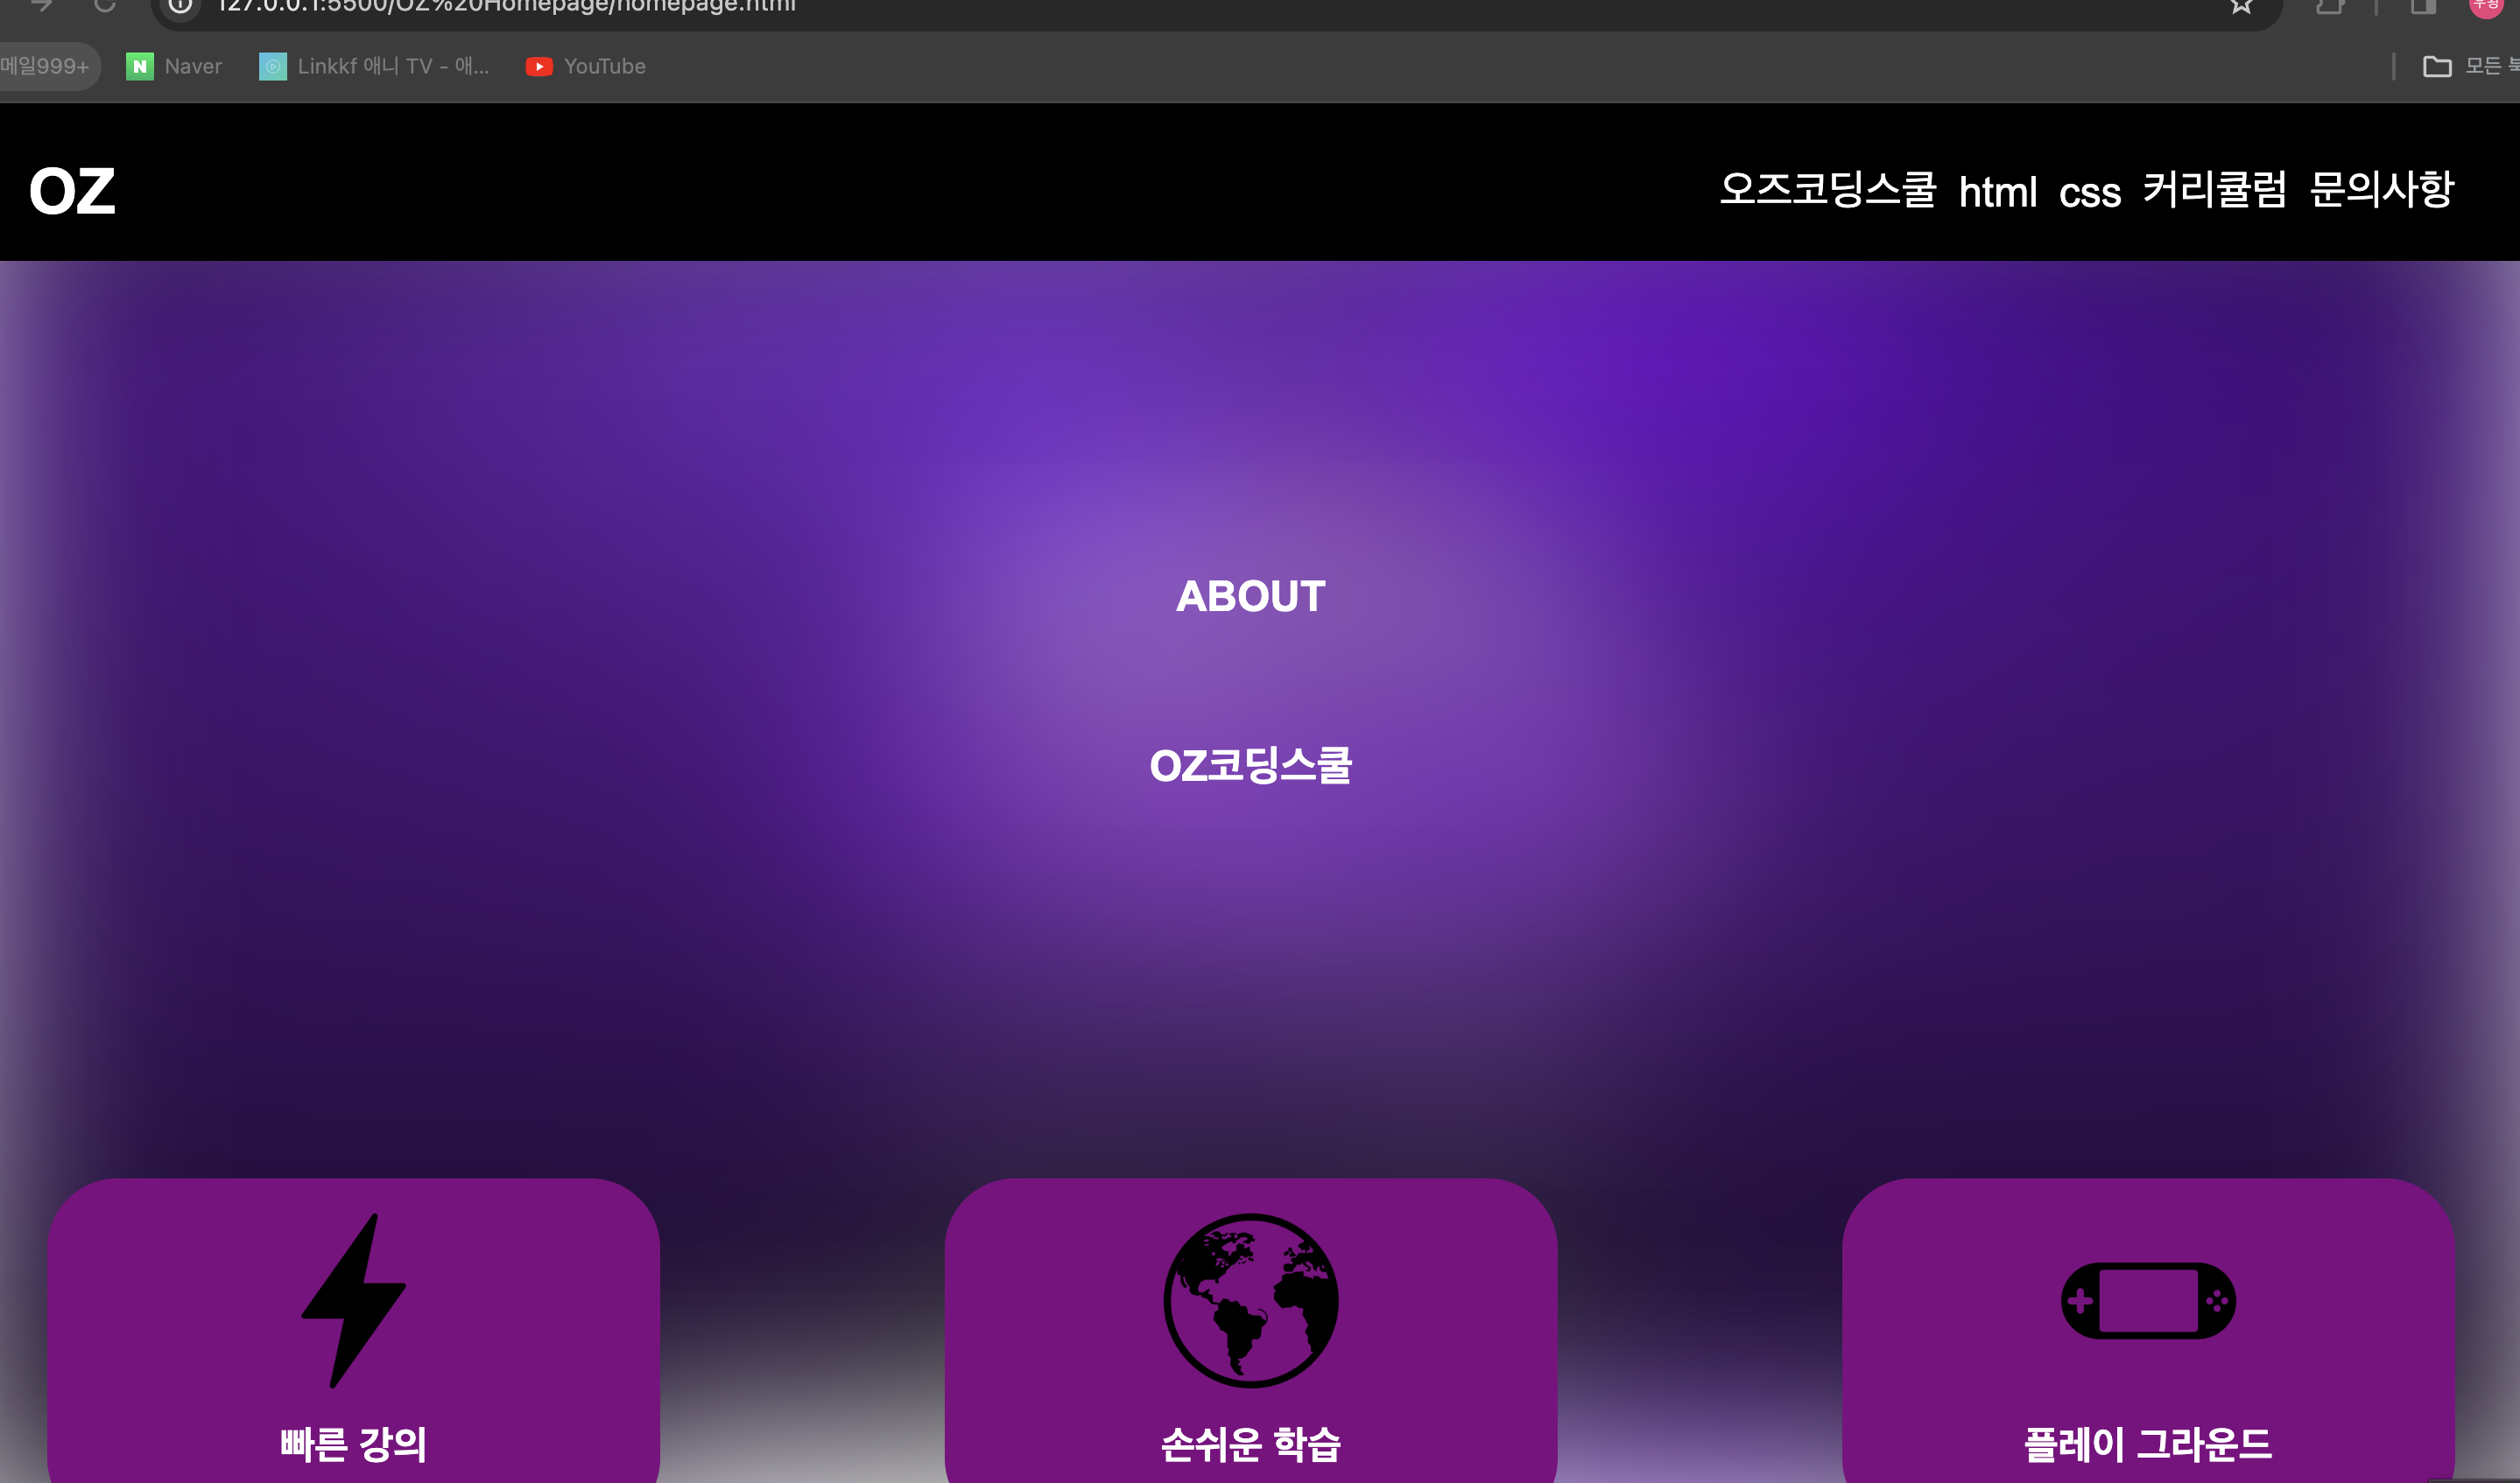 127.0.0.1:5500/OZ%20Homepage/homepage.html
메일999+ Naver Linkkf 애니 TV - 애... YouTube 모든
OZ 오즈코딩스쿨 html css 커리큘럼 문의사항
ABOUT
OZ코딩스쿨
빠른 강의 손쉬운 학습 플레이 그라운드